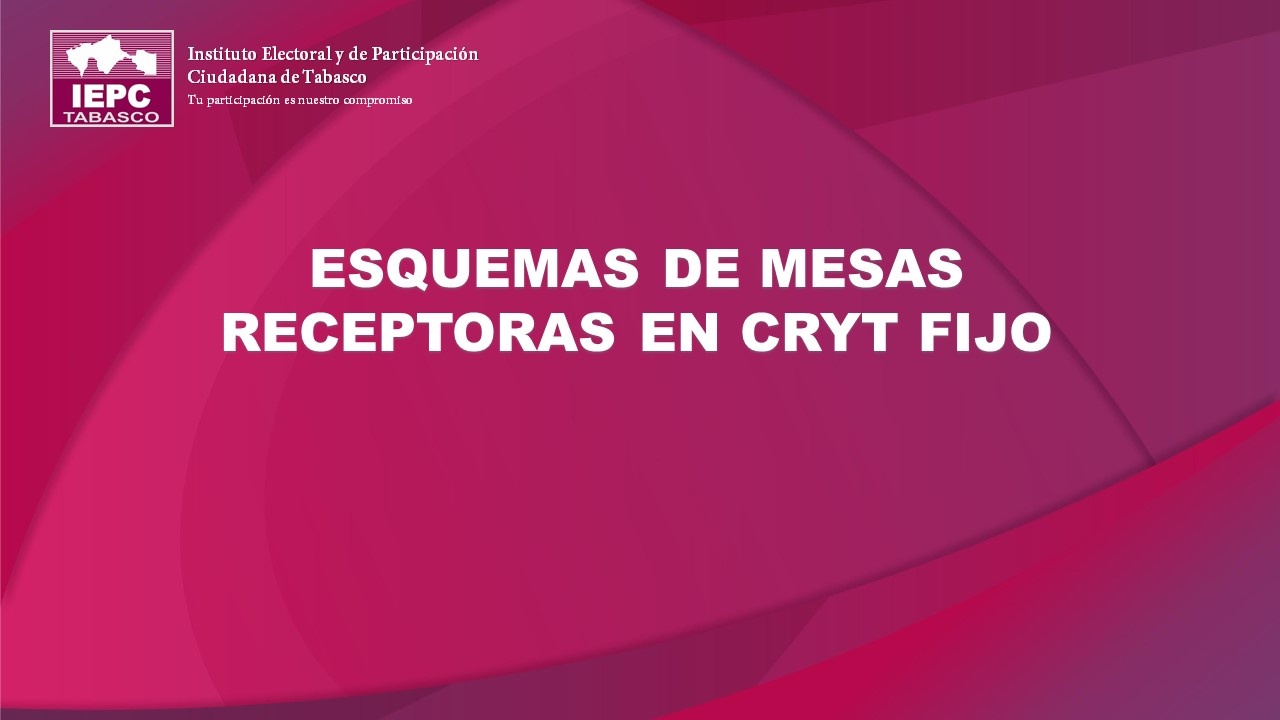 IEPC
TABASCO
Instituto Electoral y de Participación
Ciudadana de Tabasco
Tu participación es nuestro compromiso
ESQUEMAS DE MESAS
RECEPTORAS EN CRYT FIJO